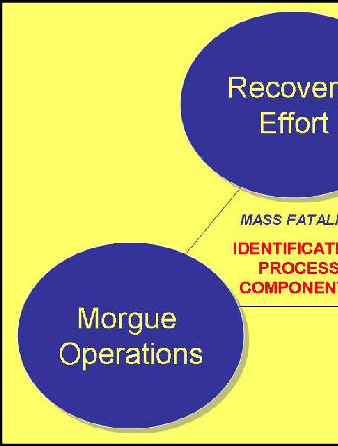 Recover
Effort
MASS FATALI
IDENTIFICATI
PROCESS
COMPONENT
Morgue
Operations